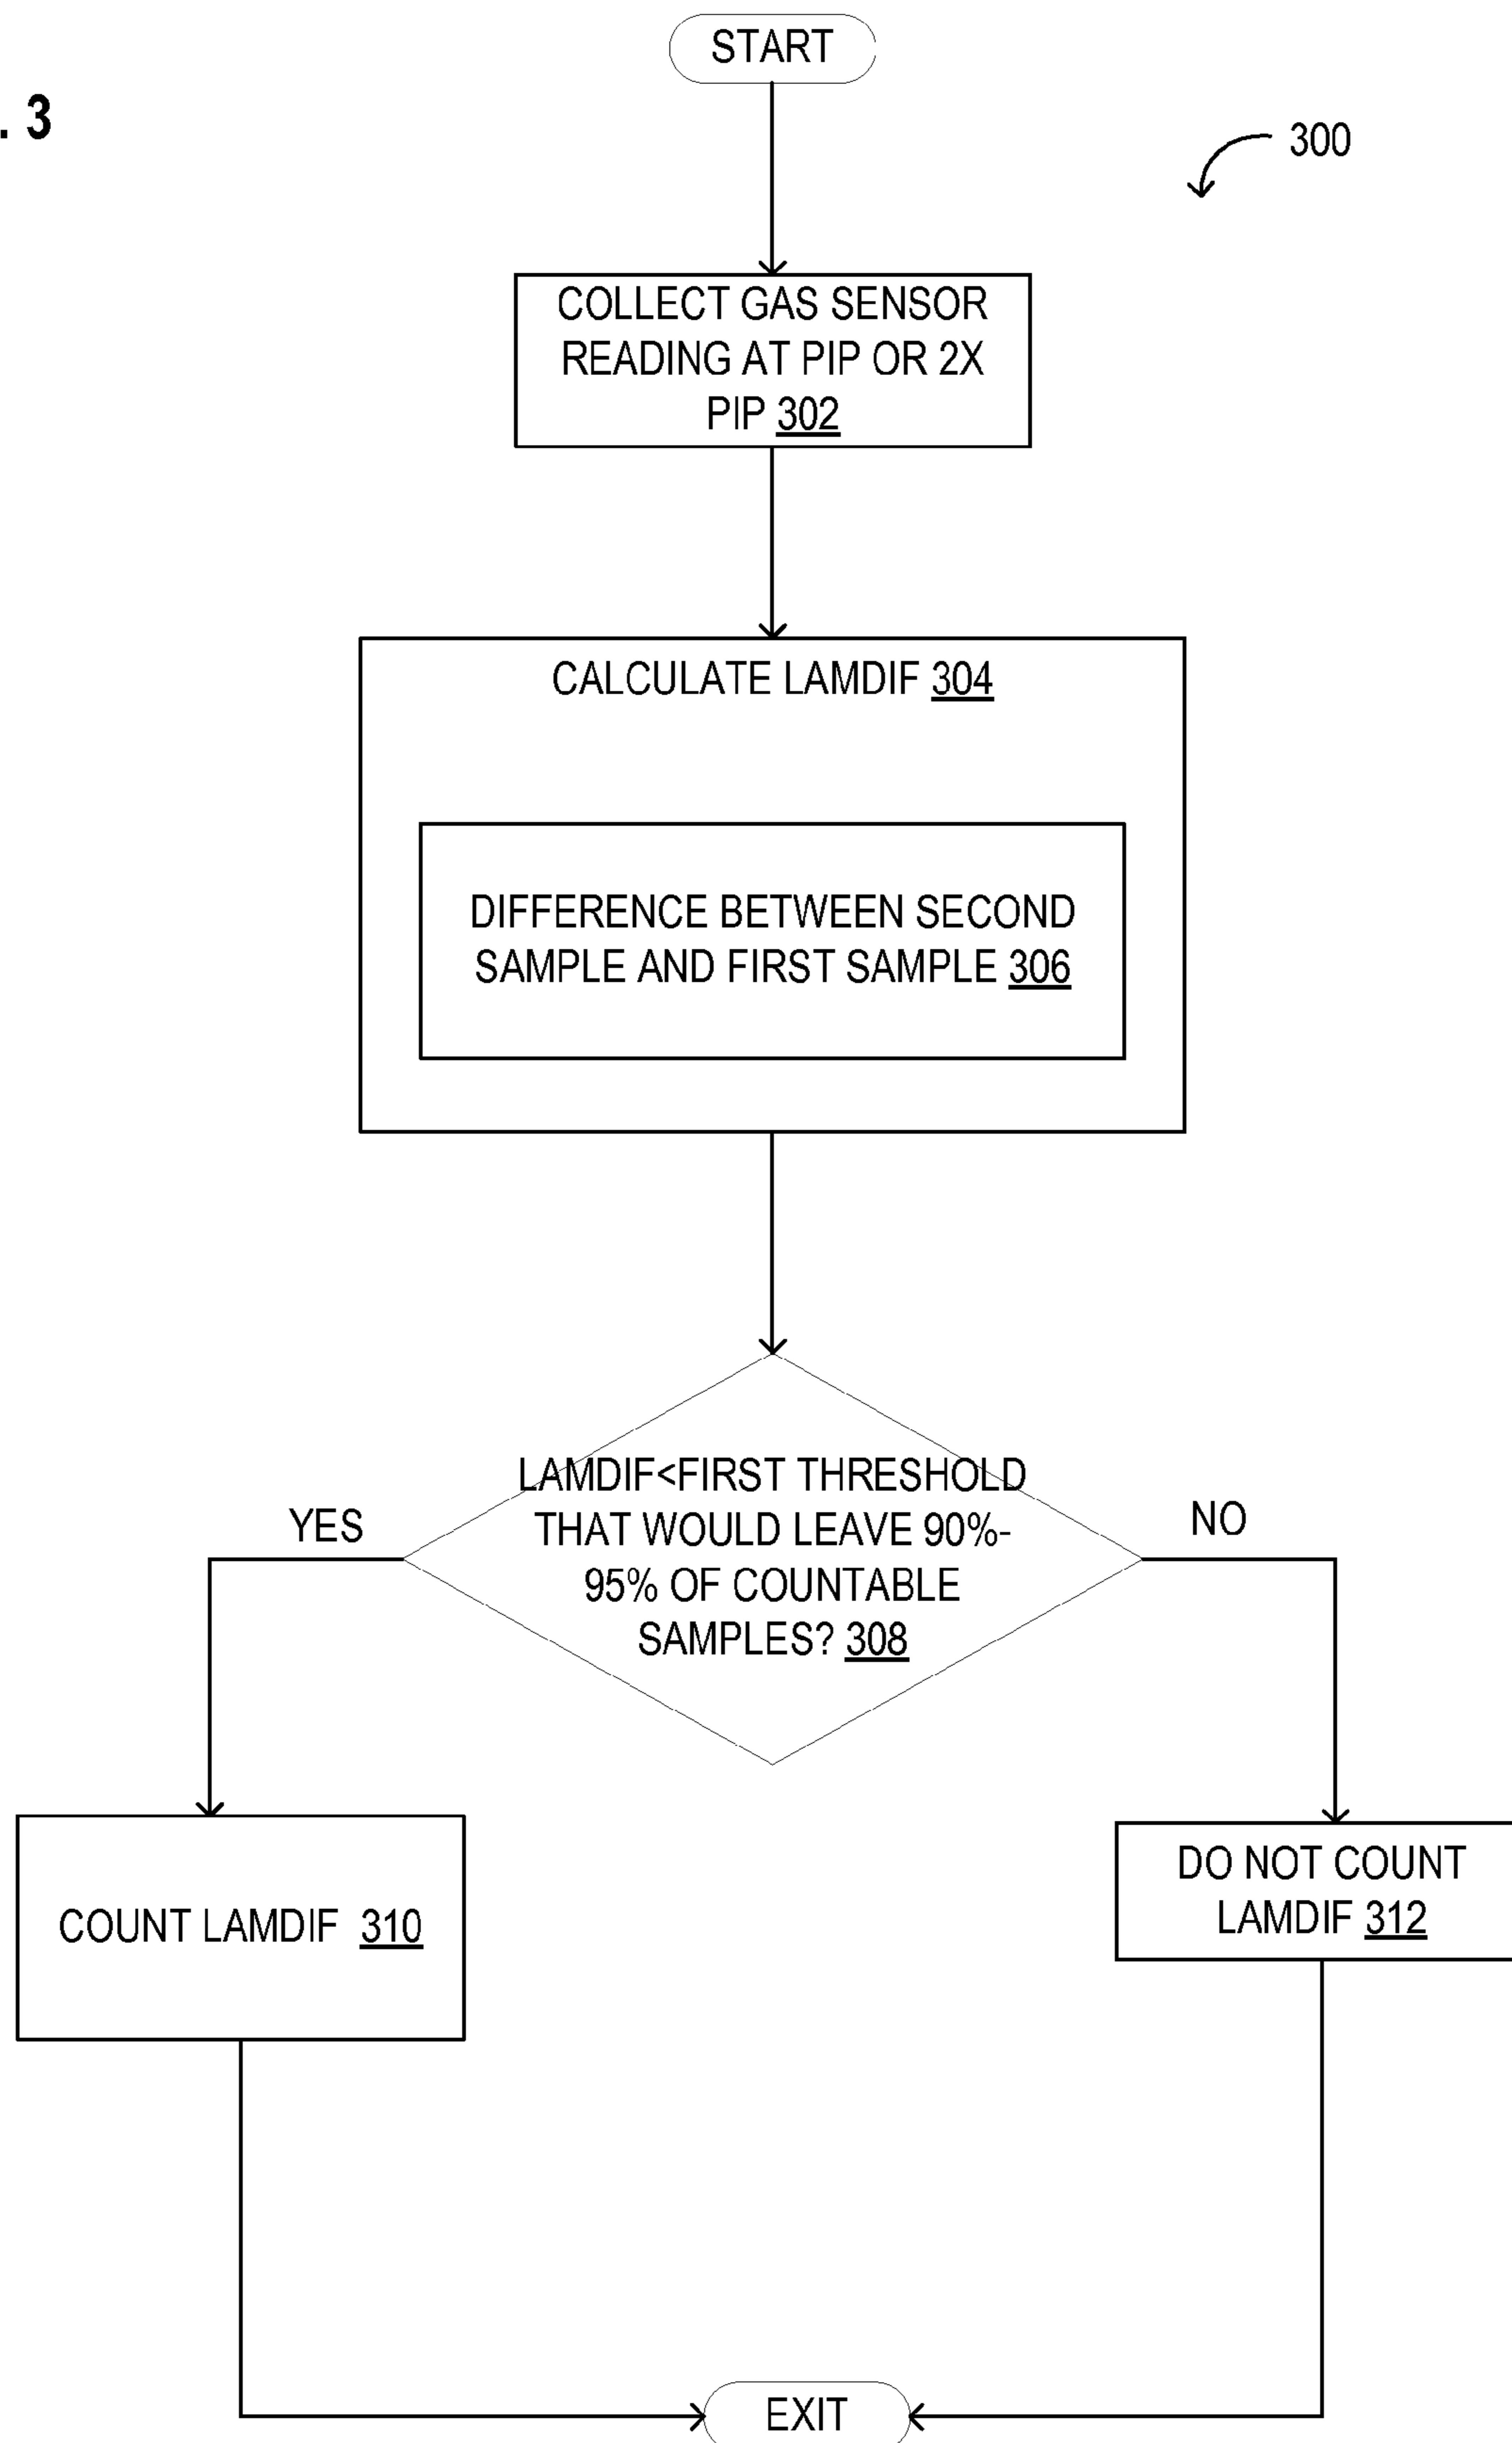 START
. 3
300
COLLECT GAS SENSOR
READING AT PIP OR 2X
PIP 302
CALCULATE LAMDIF 304
DIFFERENCE BETWEEN SECOND
SAMPLE AND FIRST SAMPLE 306
LAMDIF<FIRST THRESHOLD
THAT WOULD LEAVE 90%-
95% OF COUNTABLE
SAMPLES? 308
YES
NO
COUNT LAMDIF 310
DO NOT COUNT
LAMDIF 312
EXIT